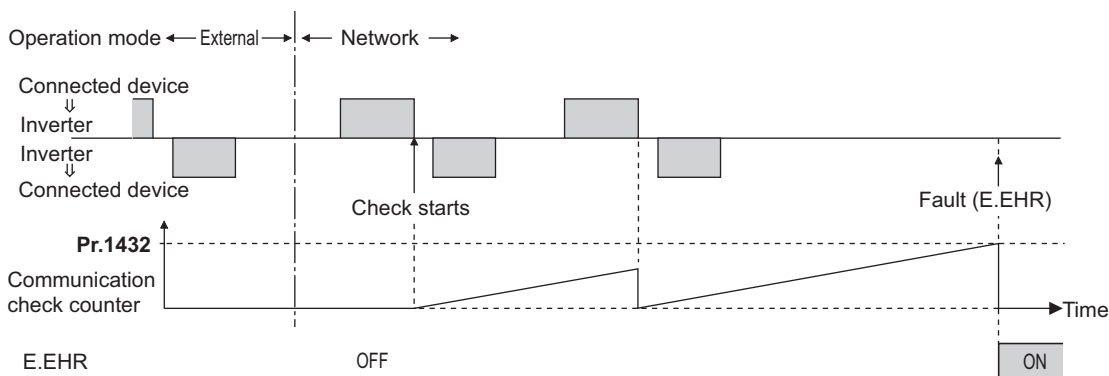 Operation mode External Network
Connected device
⇓
Inverter
Inverter
⇓
Connected device
Check starts
Fault (E.EHR)
Pr.1432
Communication
check counter
Time
E.EHR OFF ON